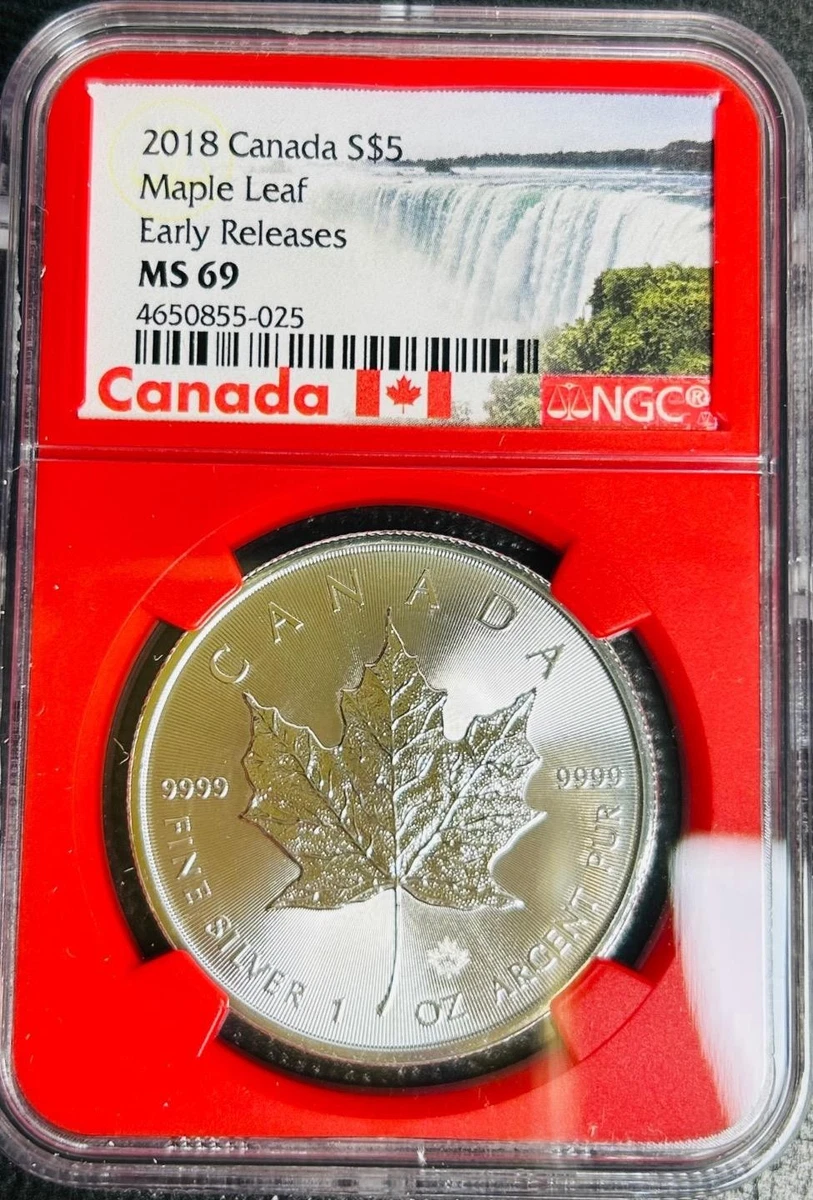 2018 Canada S$5
Maple Leaf
Early Releases
MS 69
4650855-025
Canada
NGC®
CANADA
9999
9999
FINE SILVER 1 OZ ARGENT PUR